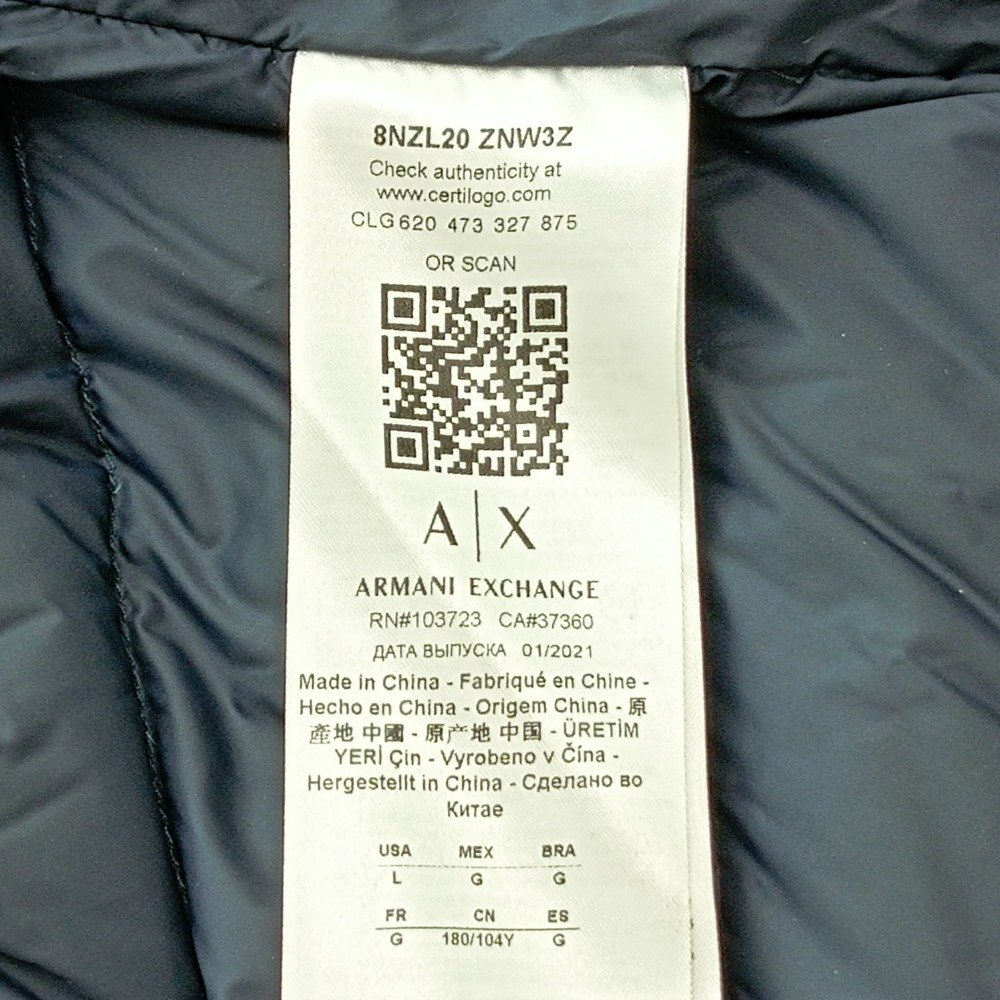 8NZL20 ZNW3Z
Check authenticity at
www.certilogo.com
CLG 620 473 327 875
OR SCAN
A|X
ARMANI EXCHANGE
RN#103723 CA#37360
ДАТА ВЫПУСКА 01/2021
Made in China - Fabriqué en Chine -
Hecho en China - Origem China - 原
產地 中國 - 原产地 中国 - ÜRETİM
YERİ Çin - Vyrobeno v Čína -
Hergestellt in China - Сделано во
Китае
USA MEX BRA
L G G
FR CN ES
G 180/104Y G